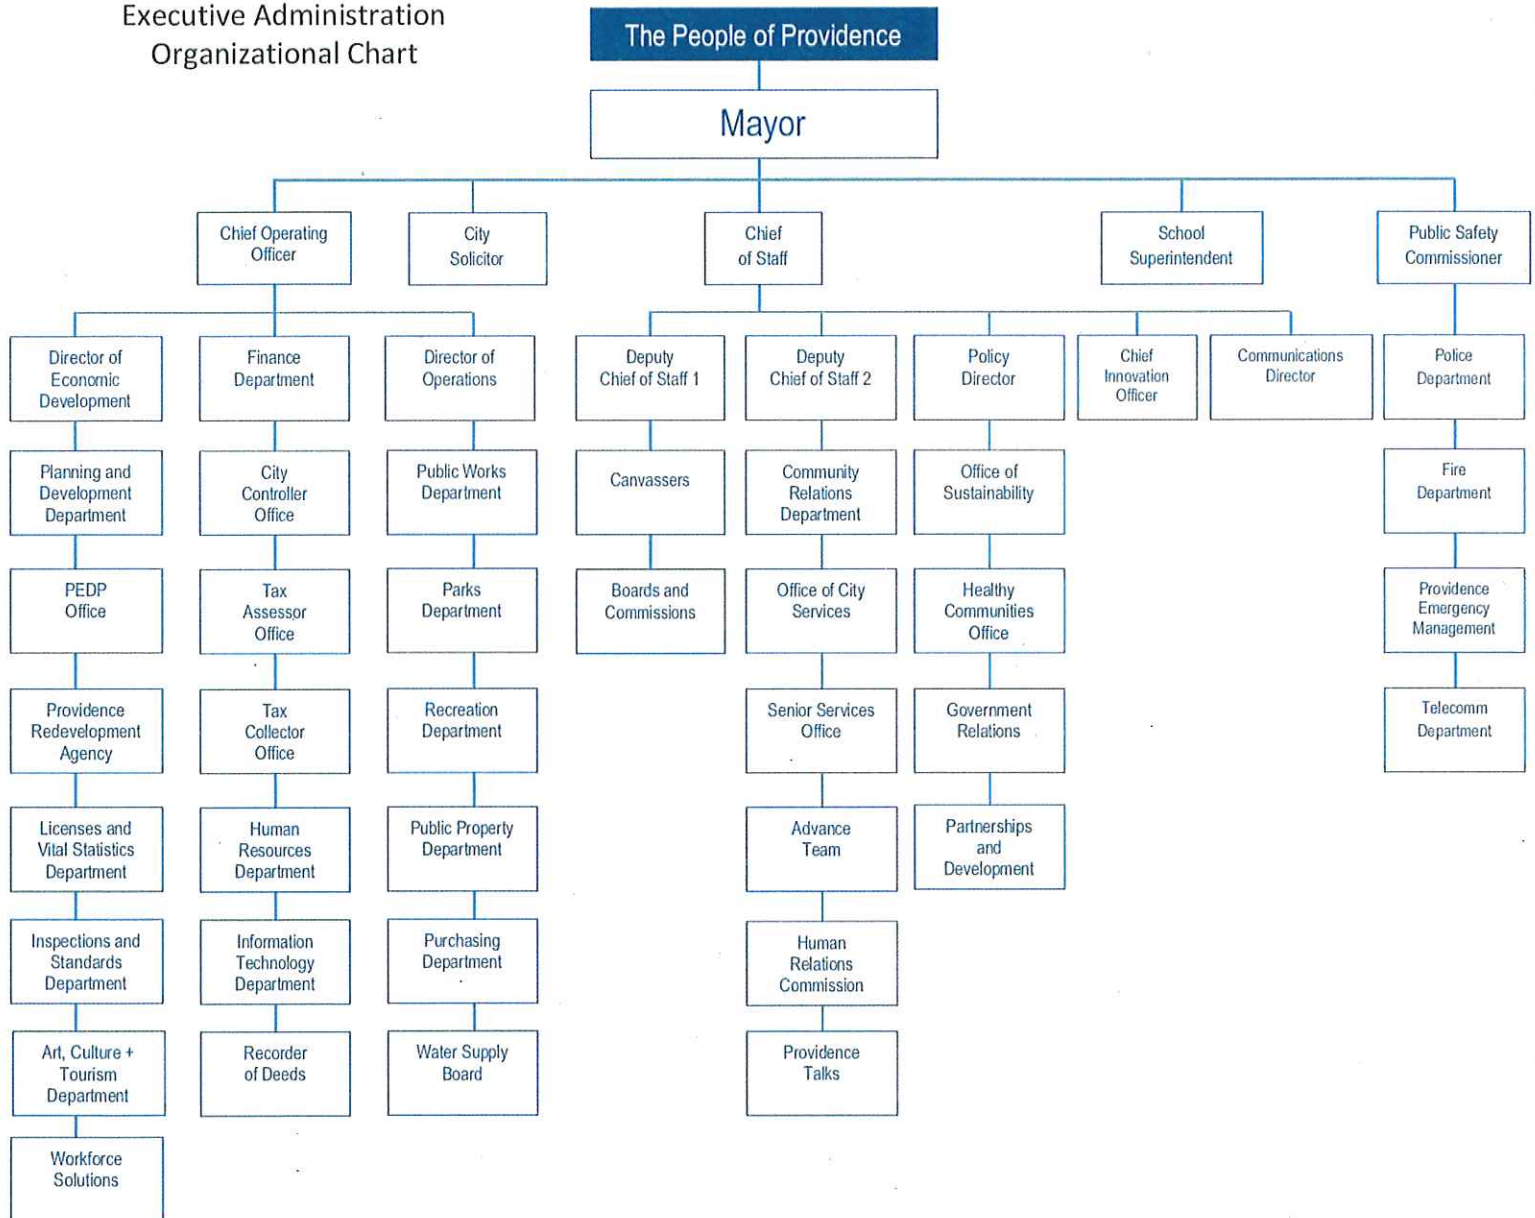 Executive Administration
Organizational Chart
The People of Providence
Mayor
Chief Operating
Officer
City
Solicitor
Chief
of Staff
School
Superintendent
Public Safety
Commissioner
Director of
Economic
Development
Finance
Department
Director of
Operations
Deputy
Chief of Staff 1
Deputy
Chief of Staff 2
Policy
Director
Chief
Innovation
Officer
Communications
Director
Police
Department
Planning and
Development
Department
City
Controller
Office
Public Works
Department
Canvassers
Community
Relations
Department
Office of
Sustainability
Fire
Department
PEDP
Office
Tax
Assessor
Office
Parks
Department
Boards and
Commissions
Office of City
Services
Healthy
Communities
Office
Providence
Emergency
Management
Providence
Redevelopment
Agency
Tax
Collector
Office
Recreation
Department
Senior Services
Office
Government
Relations
Telecomm
Department
Licenses and
Vital Statistics
Department
Human
Resources
Department
Public Property
Department
Advance
Team
Partnerships
and
Development
Inspections and
Standards
Department
Information
Technology
Department
Purchasing
Department
Human
Relations
Commission
Art, Culture +
Tourism
Department
Recorder
of Deeds
Water Supply
Board
Providence
Talks
Workforce
Solutions